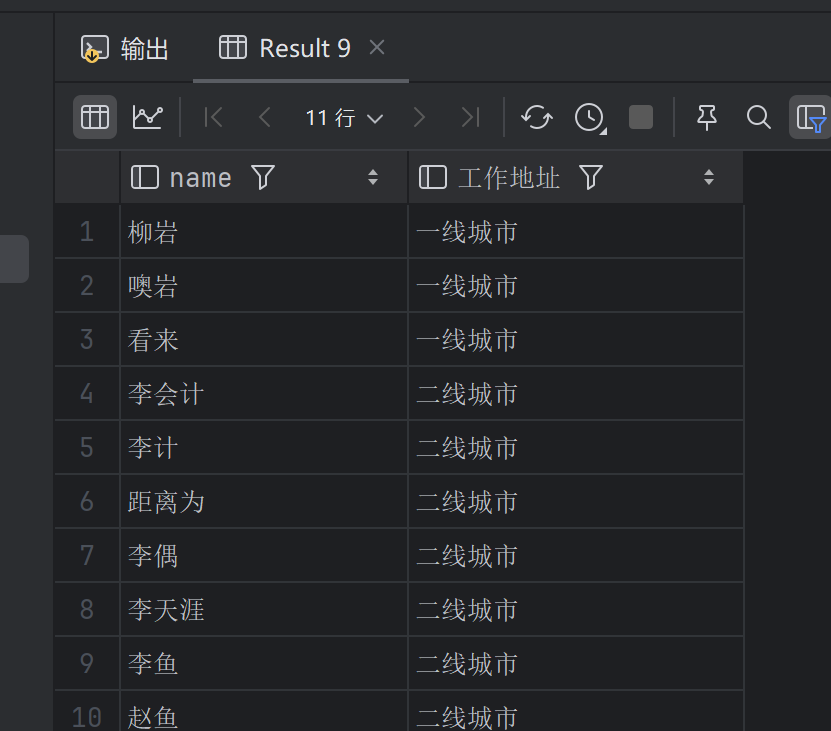 输出 Result 9
11 行
name 工作地址
1 柳岩 一线城市
2 噢岩 一线城市
3 看来 一线城市
4 李会计 二线城市
5 李计 二线城市
6 距离为 二线城市
7 李偶 二线城市
8 李天涯 二线城市
9 李鱼 二线城市
10 赵鱼 二线城市